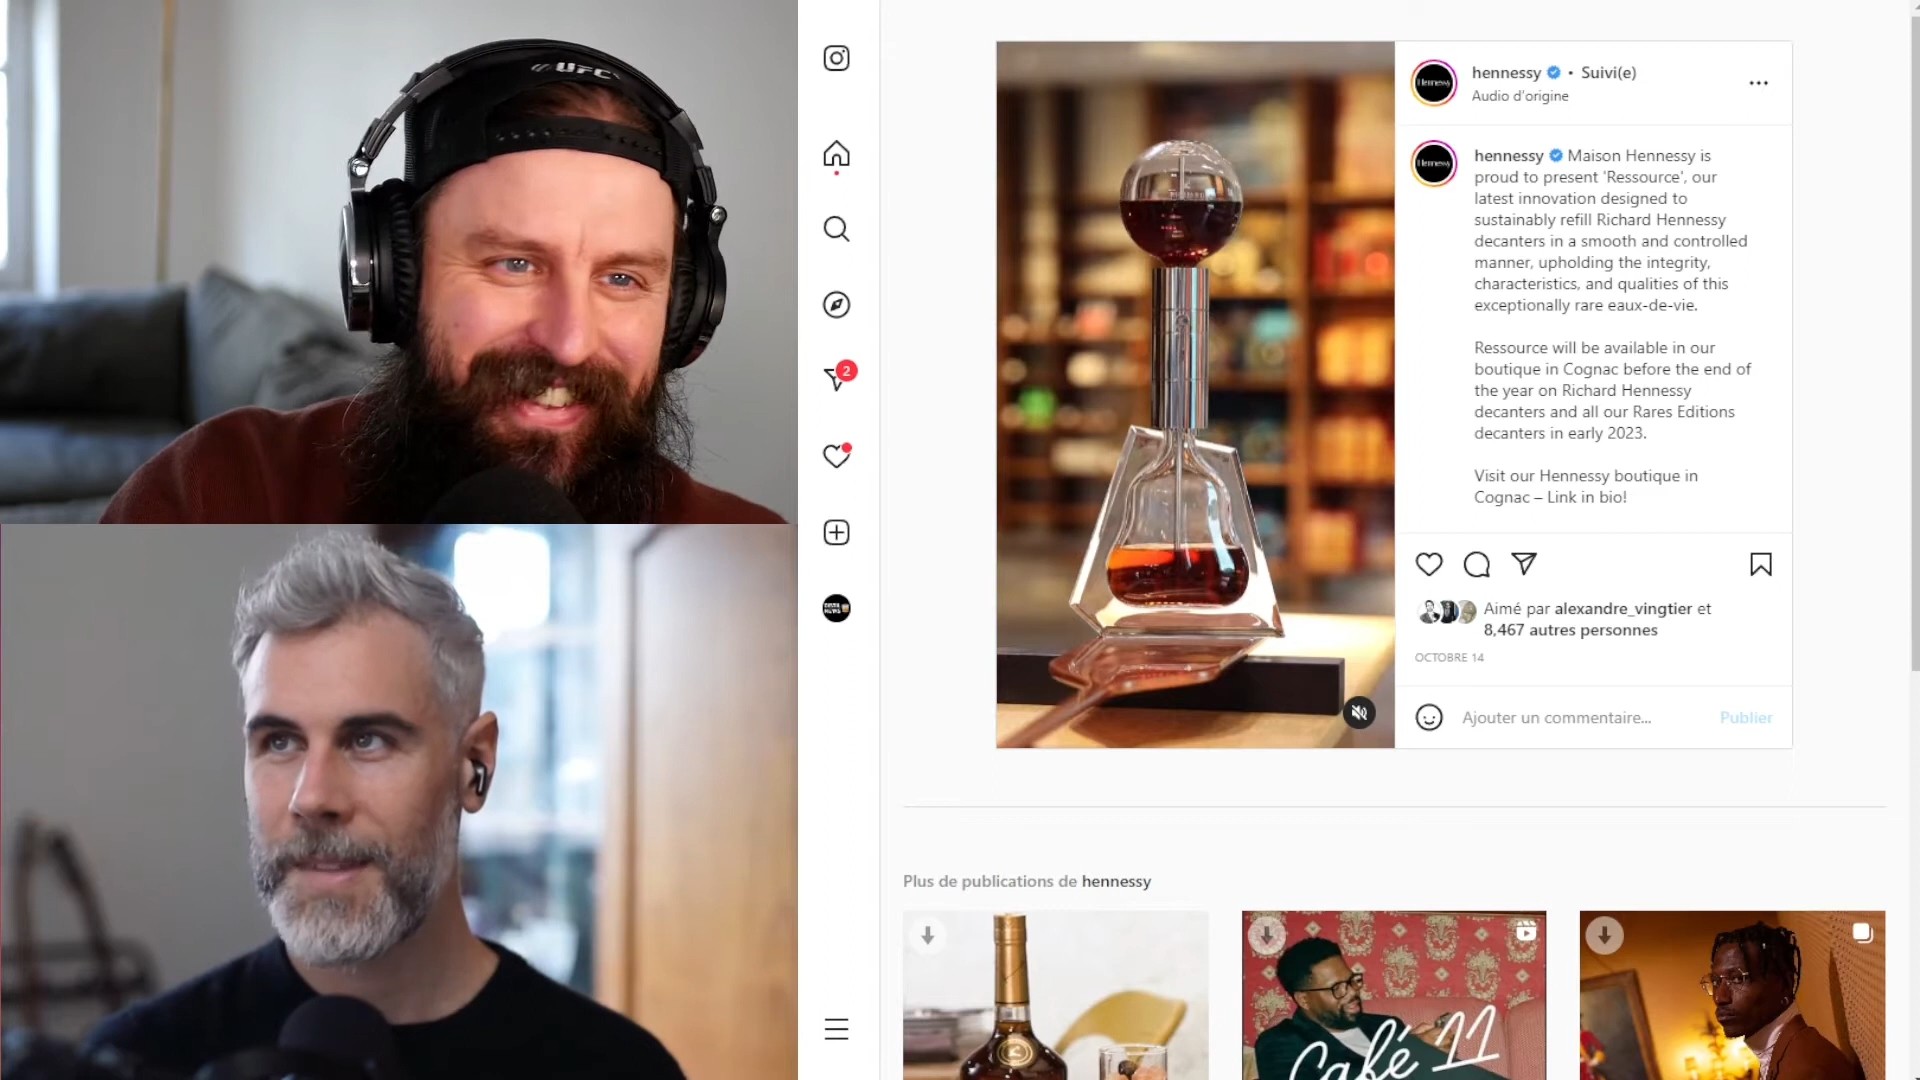 UFC
2
Hennessy
hennessy • Suivi(e)
Audio d'origine
Hennessy
hennessy Maison Hennessy is
proud to present 'Ressource', our
latest innovation designed to
sustainably refill Richard Hennessy
decanters in a smooth and controlled
manner, upholding the integrity,
characteristics, and qualities of this
exceptionally rare eaux-de-vie.
Ressource will be available in our
boutique in Cognac before the end of
the year on Richard Hennessy
decanters and all our Rares Editions
decanters in early 2023.
Visit our Hennessy boutique in
Cognac – Link in bio!
Aimé par alexandre_vingtier et
8,467 autres personnes
OCTOBRE 14
Ajouter un commentaire...
Publier
Plus de publications de hennessy
Café 11